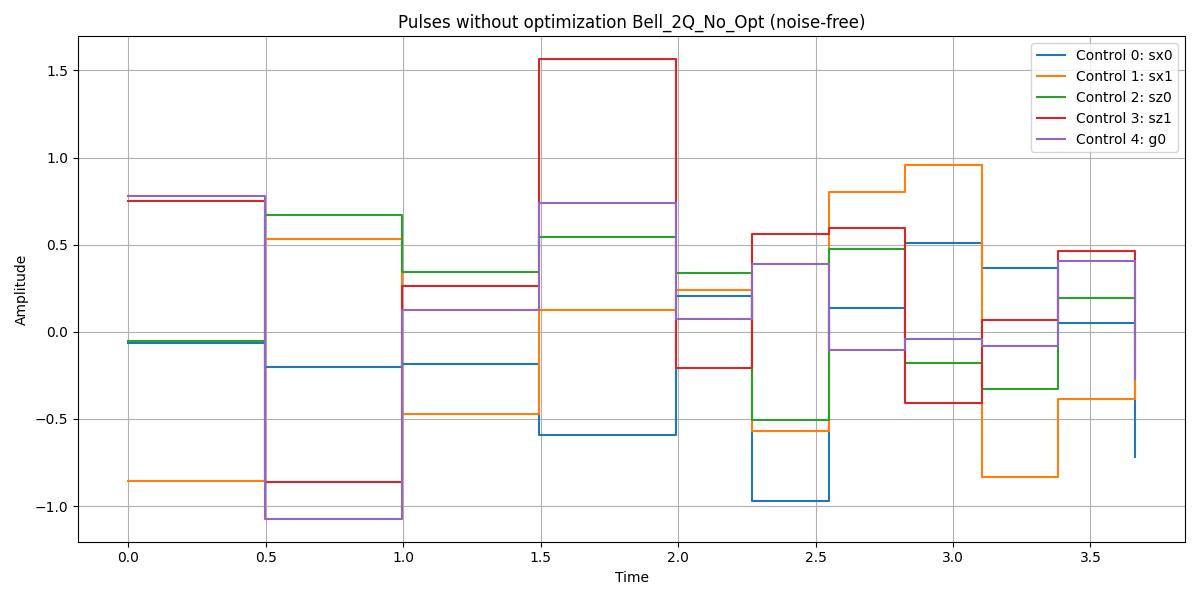 Pulses without optimization Bell_2Q_No_Opt (noise-free)
Control 0: sx0
Control 1: sx1
Control 2: sz0
Control 3: sz1
Control 4: g0
Amplitude
1.5
1.0
0.5
0.0
−0.5
−1.0
0.0 0.5 1.0 1.5 2.0 2.5 3.0 3.5
Time